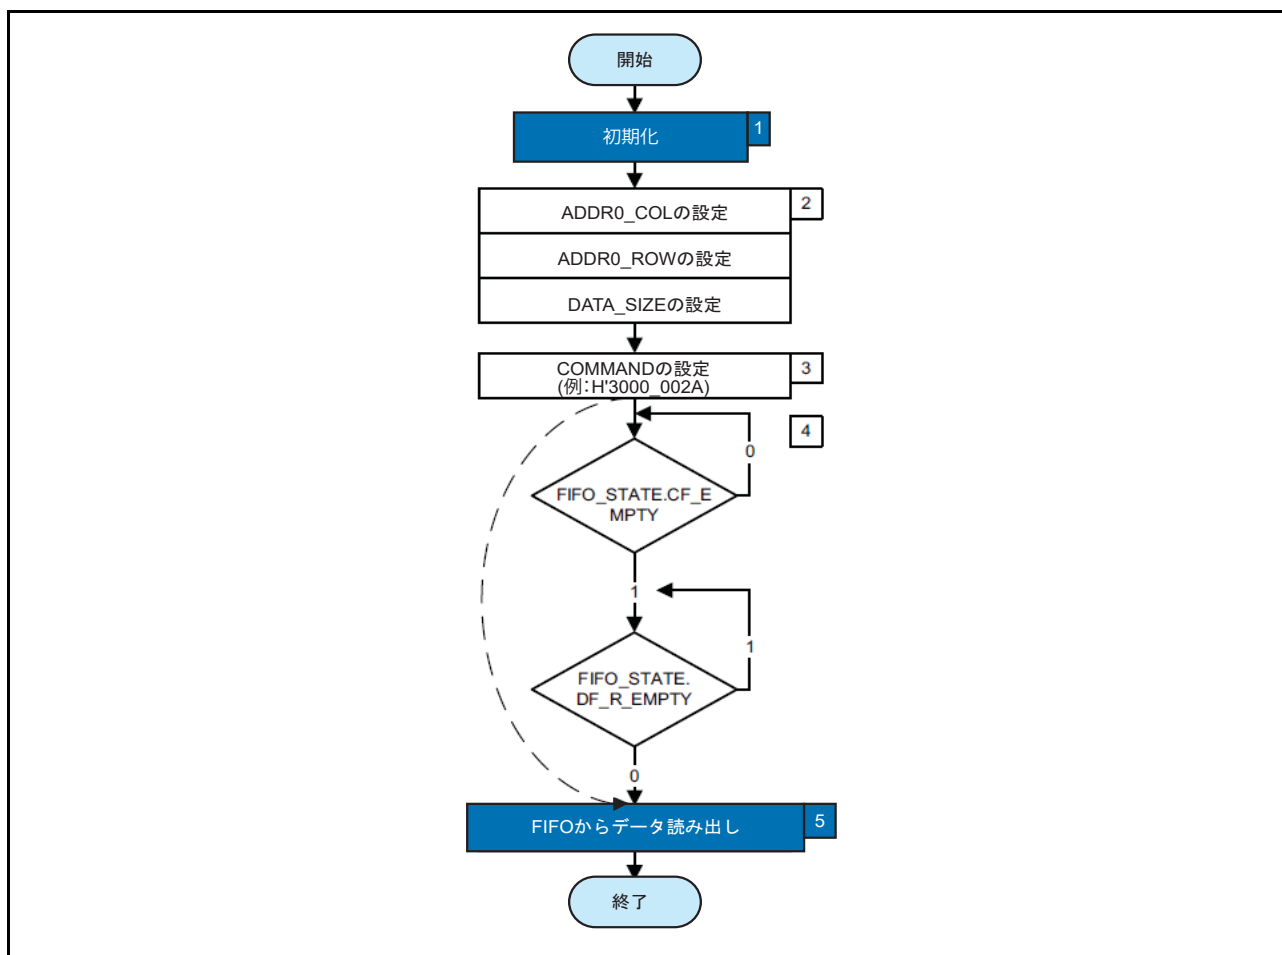 開始
初期化
1
ADDR0_COLの設定
2
ADDR0_ROWの設定
DATA_SIZEの設定
COMMANDの設定
(例:H'3000_002A)
3
4
0
FIFO_STATE.CF_E
MPTY
1
1
FIFO_STATE.
DF_R_EMPTY
0
FIFOからデータ読み出し
5
終了